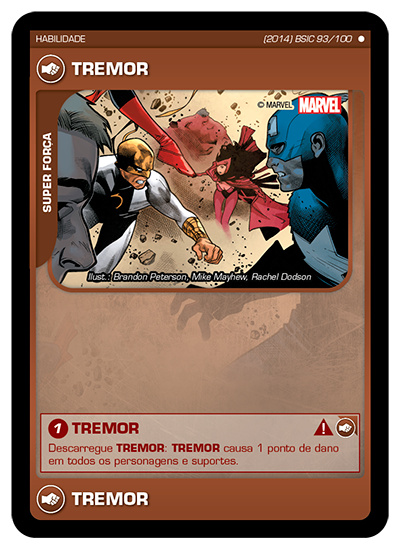 HABILIDADE
(2014) BSIC 93/100
TREMOR
© MARVEL MARVEL
SUPER FORÇA
Ilust.: Brandon Peterson, Mike Mayhew, Rachel Dodson
1 TREMOR
Descarregue TREMOR: TREMOR causa 1 ponto de dano
em todos os personagens e suportes.
TREMOR